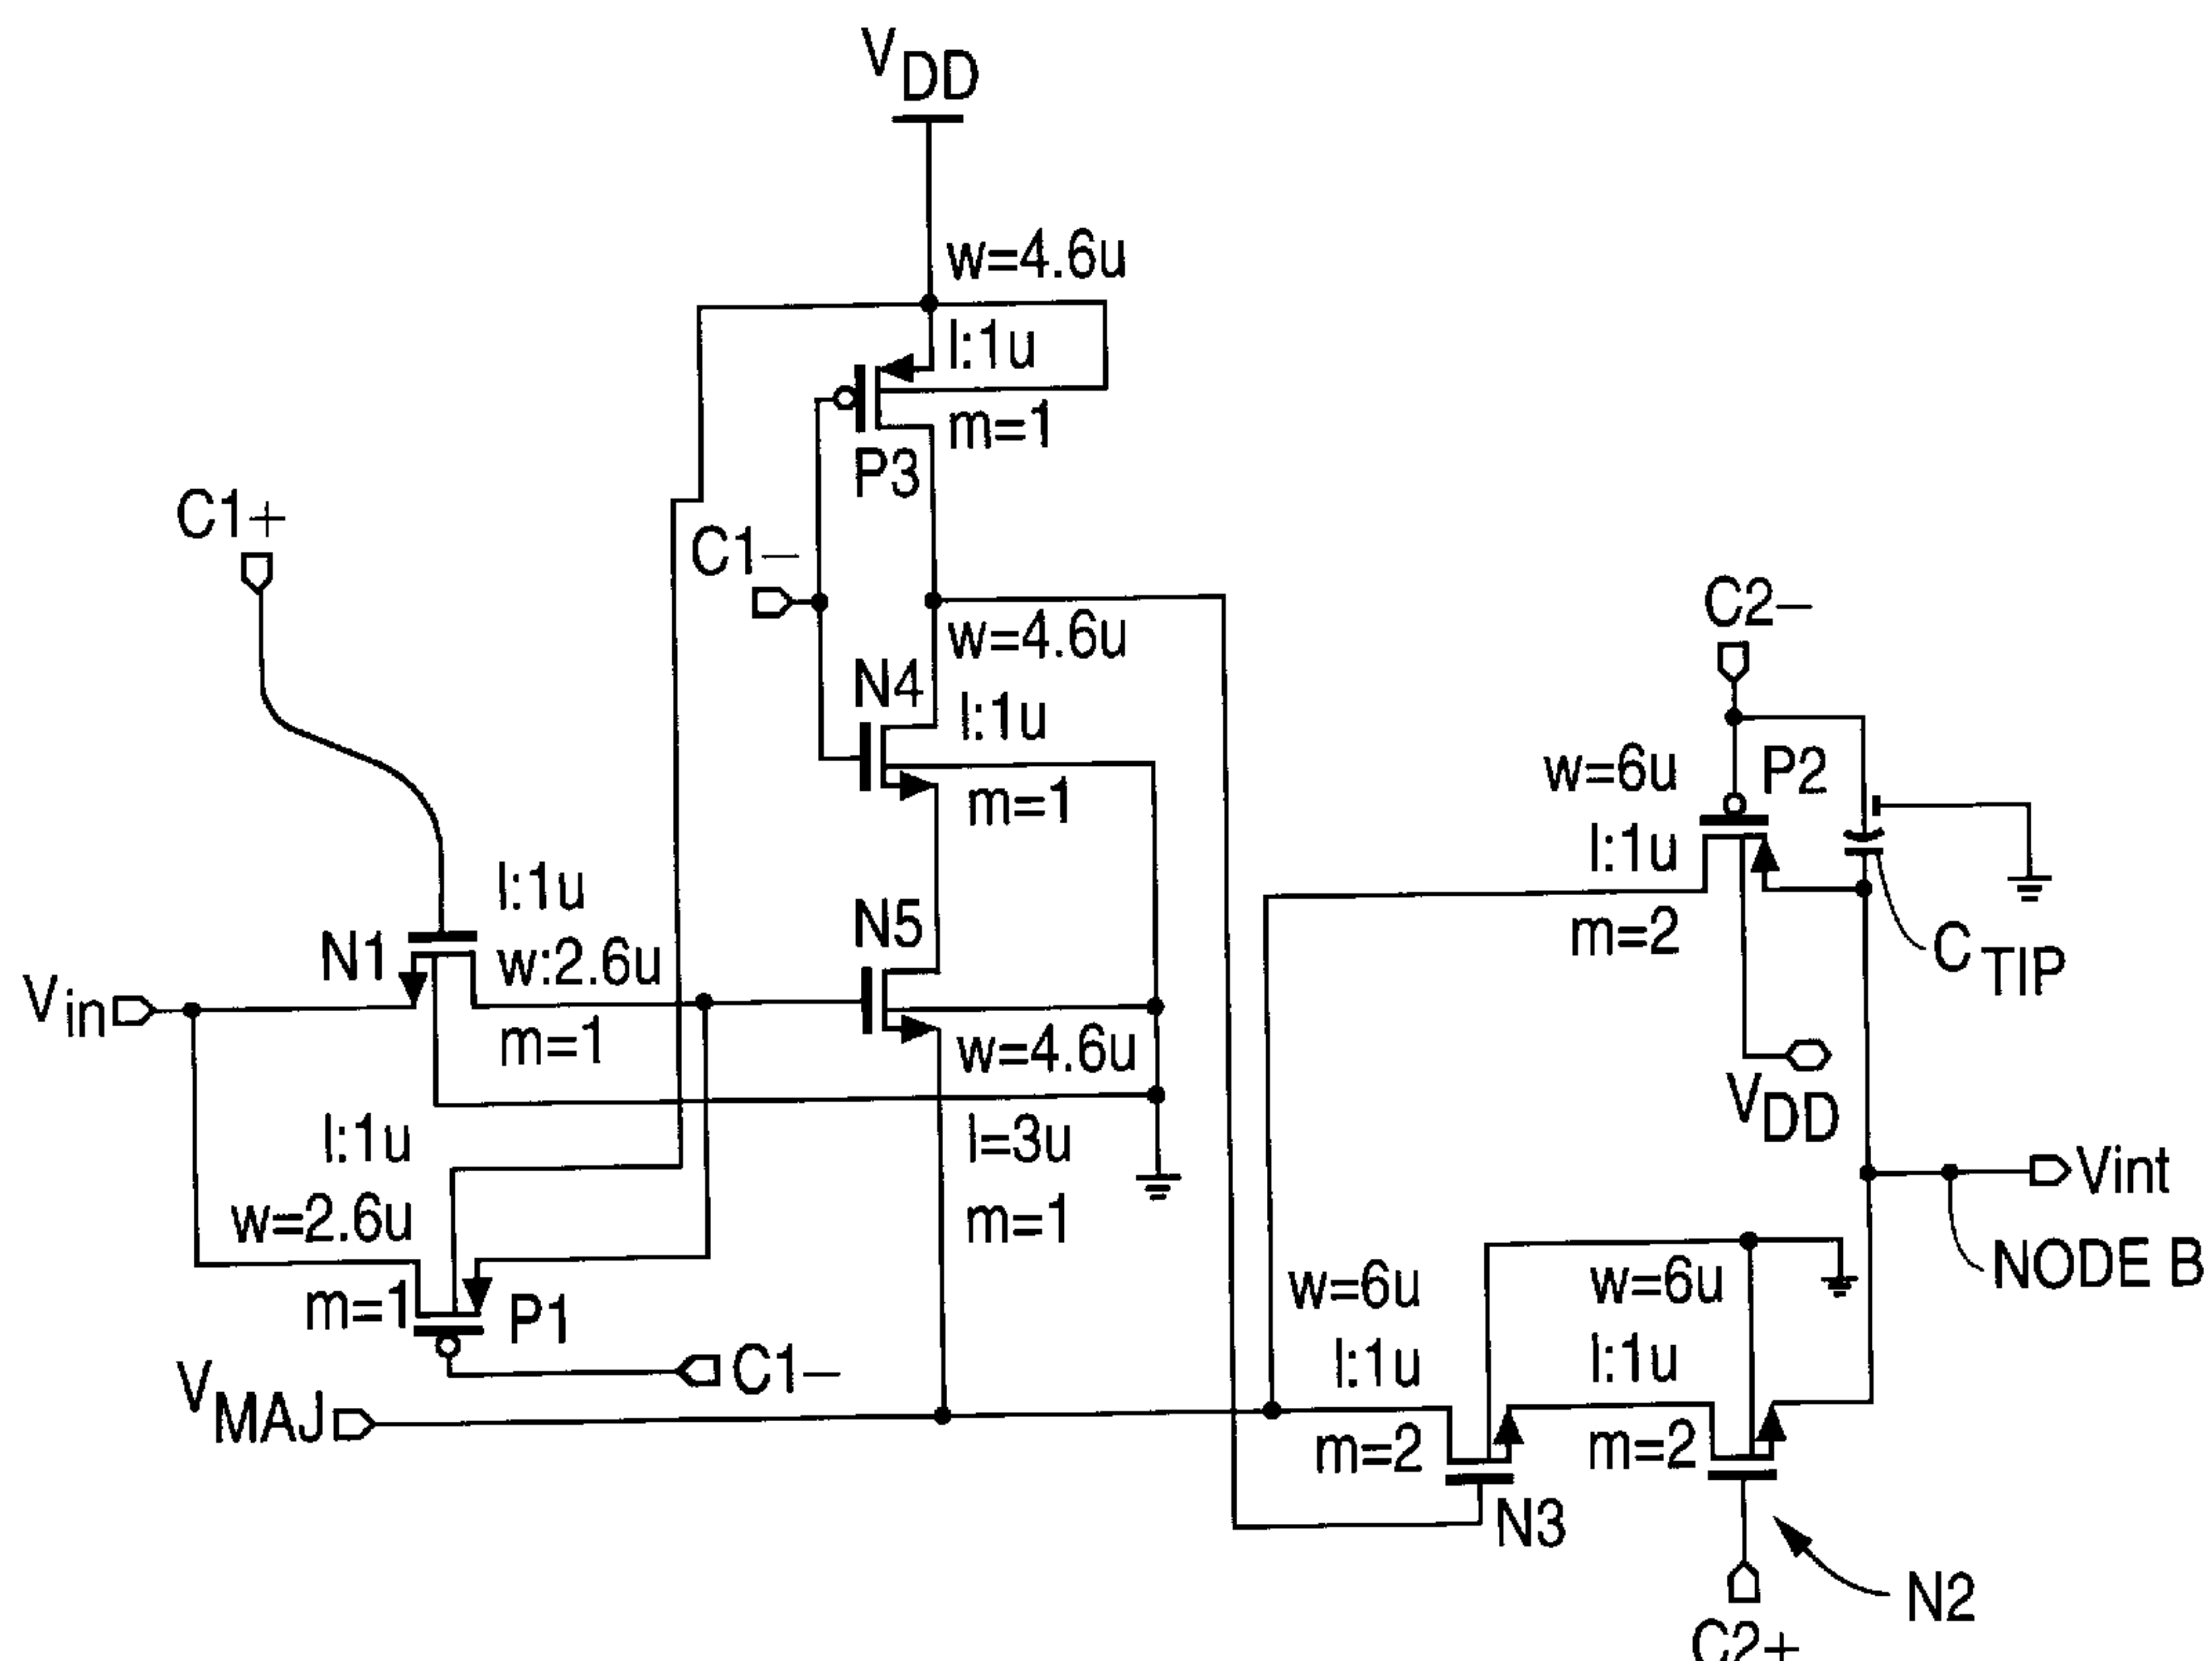 VDD
w=4.6u
l:1u
m=1
P3
C1+
C1−
w=4.6u
N4
l:1u
m=1
C2−
w=6u
P2
l:1u
m=2
CTIP
VDD
l:1u
N1
w:2.6u
m=1
Vin
N5
w=4.6u
l=3u
m=1
l:1u
w=2.6u
m=1
P1
C1−
VMAJ
Vint
NODE B
w=6u
l:1u
m=2
N3
w=6u
l:1u
m=2
N2
C2+